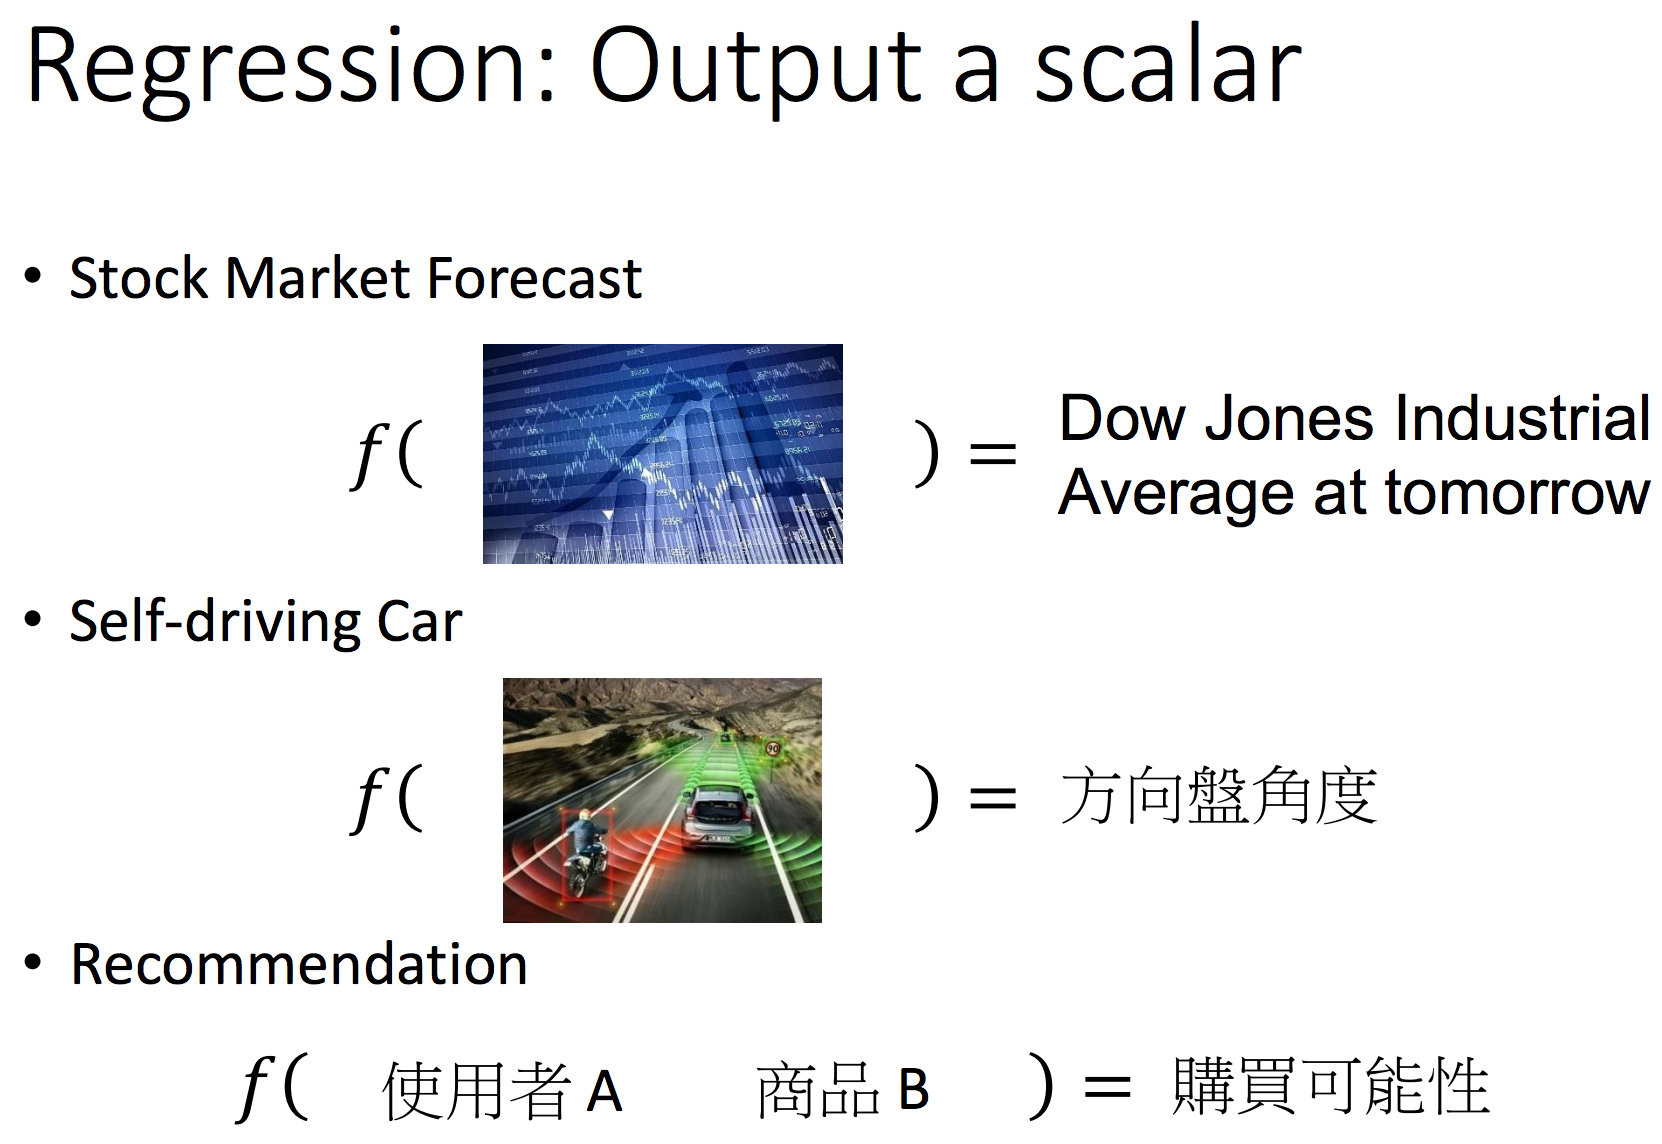 Regression: Output a scalar
• Stock Market Forecast
f( ) = Dow Jones Industrial
Average at tomorrow
• Self-driving Car
90
f( ) = 方向盤角度
• Recommendation
f( 使用者 A 商品 B ) = 購買可能性